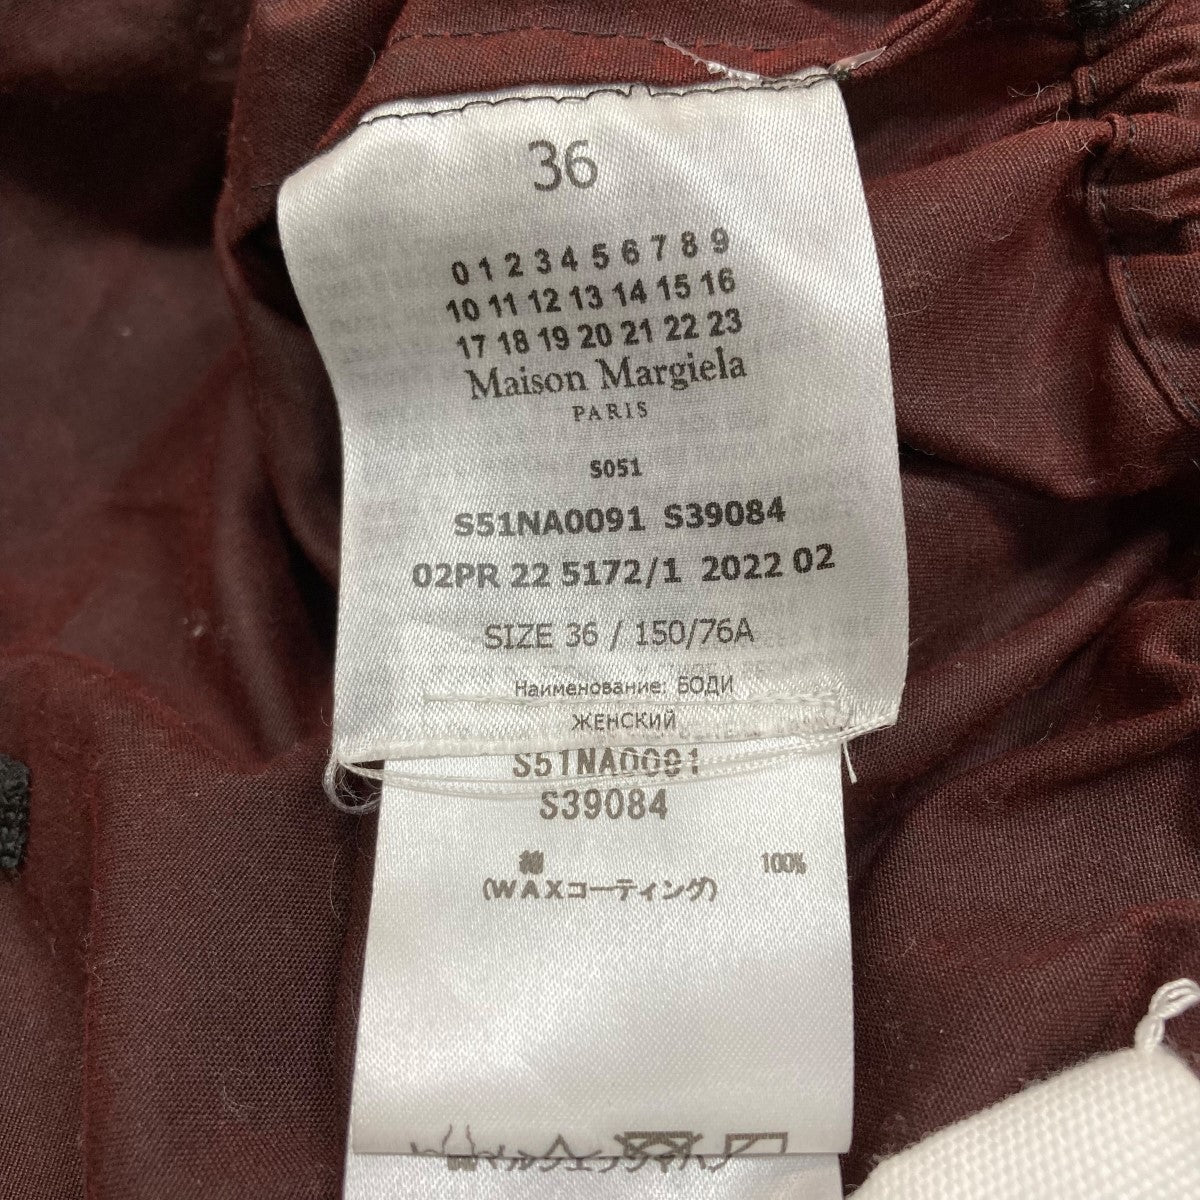 36
0 1 2 3 4 5 6 7 8 9
10 11 12 13 14 15 16
17 18 19 20 21 22 23
Maison Margiela
PARIS
S051
S51NA0091 S39084
02PR 22 5172/1 2022 02
SIZE 36 / 150/76A
Наименование: БОДИ
ЖЕНСКИЙ
S51NA0091
S39084
綿 100%
(WAXコーティング)